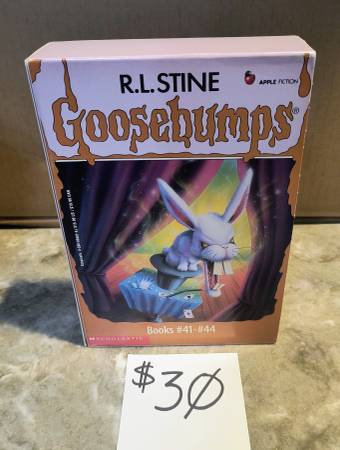 R.L. STINE
APPLE FICTION
Goosebumps®
Books #41-#44
SCHOLASTIC
$30